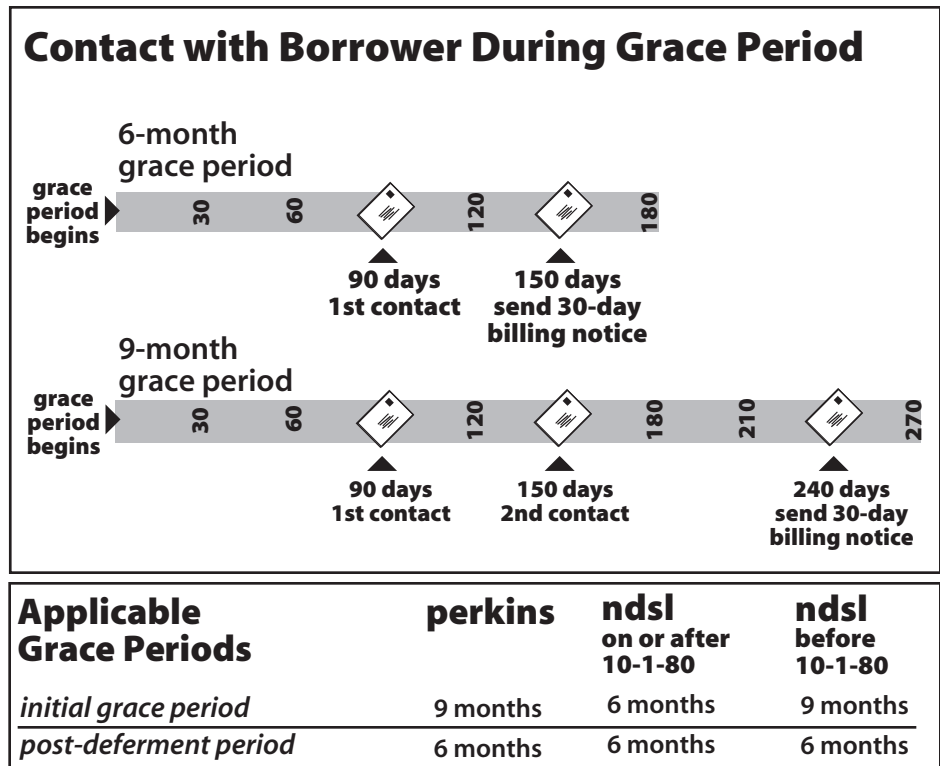 Contact with Borrower During Grace Period
6-month
grace period
grace
period
begins
30
60
120
180
90 days
1st contact
150 days
send 30-day
billing notice
9-month
grace period
grace
period
begins
30
60
120
180
210
270
90 days
1st contact
150 days
2nd contact
240 days
send 30-day
billing notice
Applicable
Grace Periods
perkins
ndsl
on or after
10-1-80
ndsl
before
10-1-80
initial grace period 9 months 6 months 9 months
post-deferment period 6 months 6 months 6 months